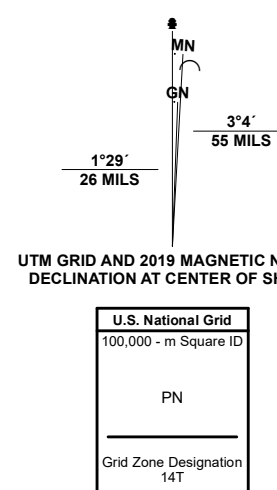 MN
GN
3°4´
55 MILS
1°29´
26 MILS
UTM GRID AND 2019 MAGNETIC N
DECLINATION AT CENTER OF SH
U.S. National Grid
100,000 - m Square ID
PN
Grid Zone Designation
14T